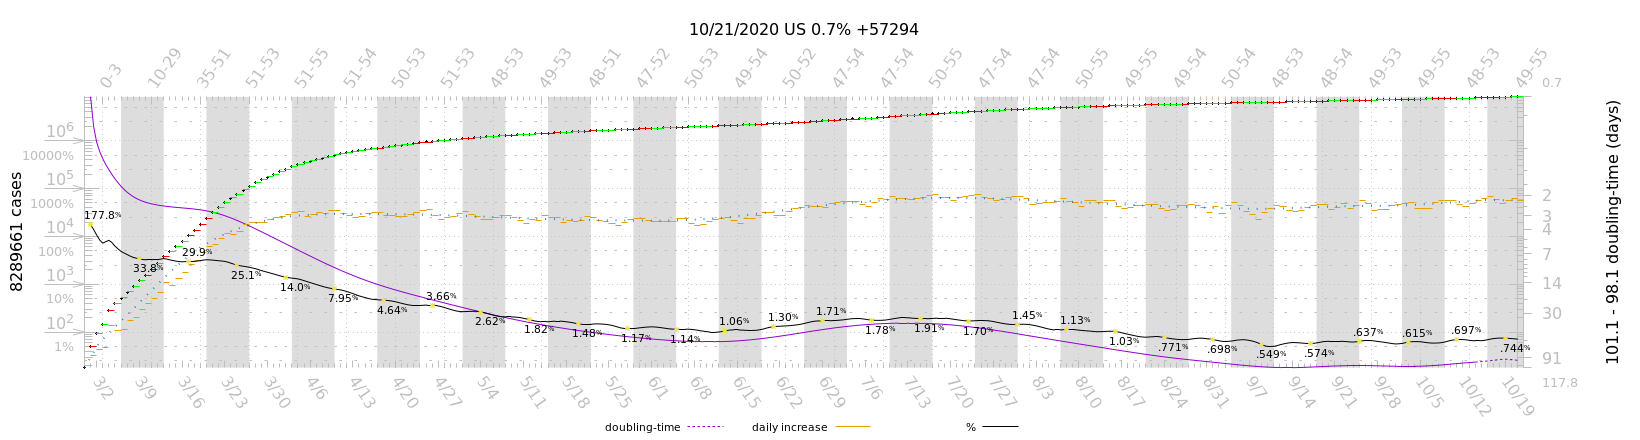 10/21/2020 US 0.7% +57294
0-3 10-29 35-51 51-53 51-55 51-54 50-53 51-53 48-53 49-53 48-51 47-52 50-53 49-54 50-52 47-54 47-54 50-55 47-54 48-54 50-55 49-55 49-54 49-53 48-53 48-54 49-53 49-55 48-53 49-55
8289661 cases
10⁶
10000%
10⁵
1000%
10⁴
100%
10³
10%
10²
1%
177.8% 33.8% 29.9% 25.1% 14.0% 7.95% 4.64% 3.66% 2.62% 1.82% 1.48% 1.17% 1.14% 1.06% 1.30% 1.71% 1.78% 1.91% 1.70% 1.45% 1.13% 1.03% .771% .698% .549% .574% .637% .615% .697% .744%
0.7
2
3
4
7
14
30
91
117.8
101.1 - 98.1 doubling-time (days)
3/2 3/9 3/16 3/23 3/30 4/6 4/13 4/20 4/27 5/4 5/11 5/18 5/25 6/1 6/8 6/15 6/22 6/29 7/6 7/13 7/20 7/27 8/3 8/10 8/17 8/24 8/31 9/7 9/14 9/21 9/28 10/5 10/12 10/19
doubling-time daily increase %